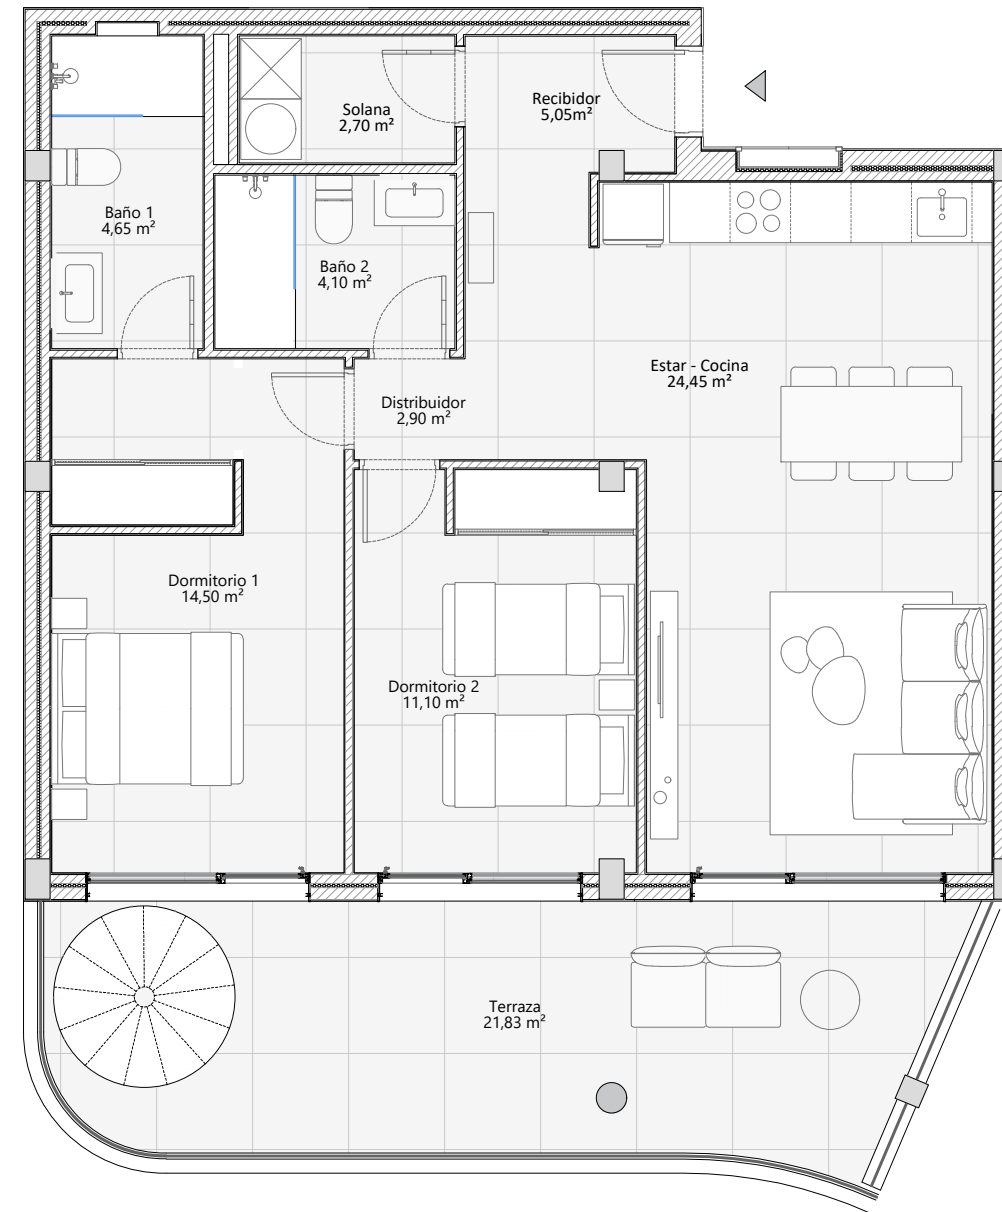 Solana
2,70 m²
Recibidor
5,05m²
Baño 1
4,65 m²
Baño 2
4,10 m²
Estar - Cocina
24,45 m²
Distribuidor
2,90 m²
Dormitorio 1
14,50 m²
Dormitorio 2
11,10 m²
Terraza
21,83 m²